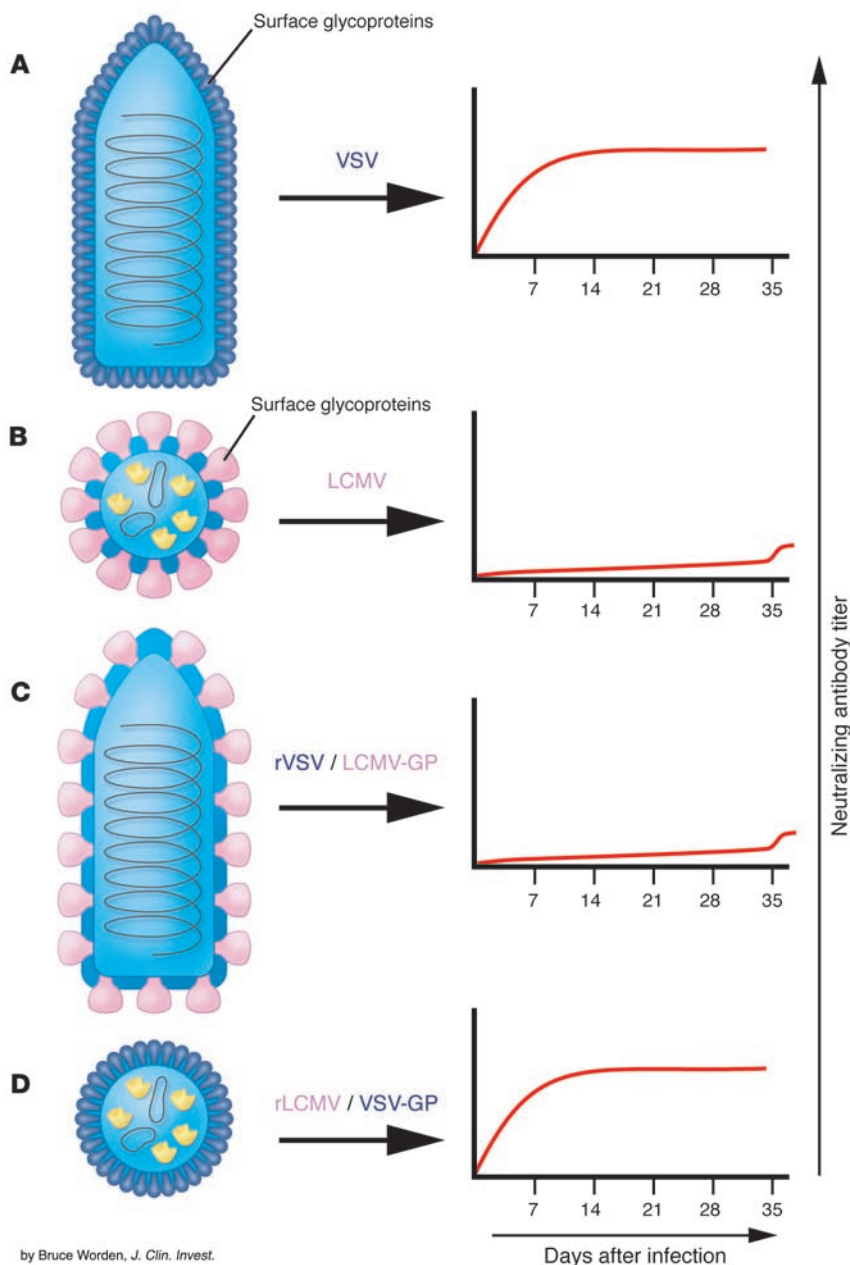 Surface glycoproteins
A
VSV
7 14 21 28 35
Surface glycoproteins
B
LCMV
7 14 21 28 35
C
rVSV / LCMV-GP
7 14 21 28 35
D
rLCMV / VSV-GP
7 14 21 28 35
Neutralizing antibody titer
by Bruce Worden, J. Clin. Invest.
Days after infection